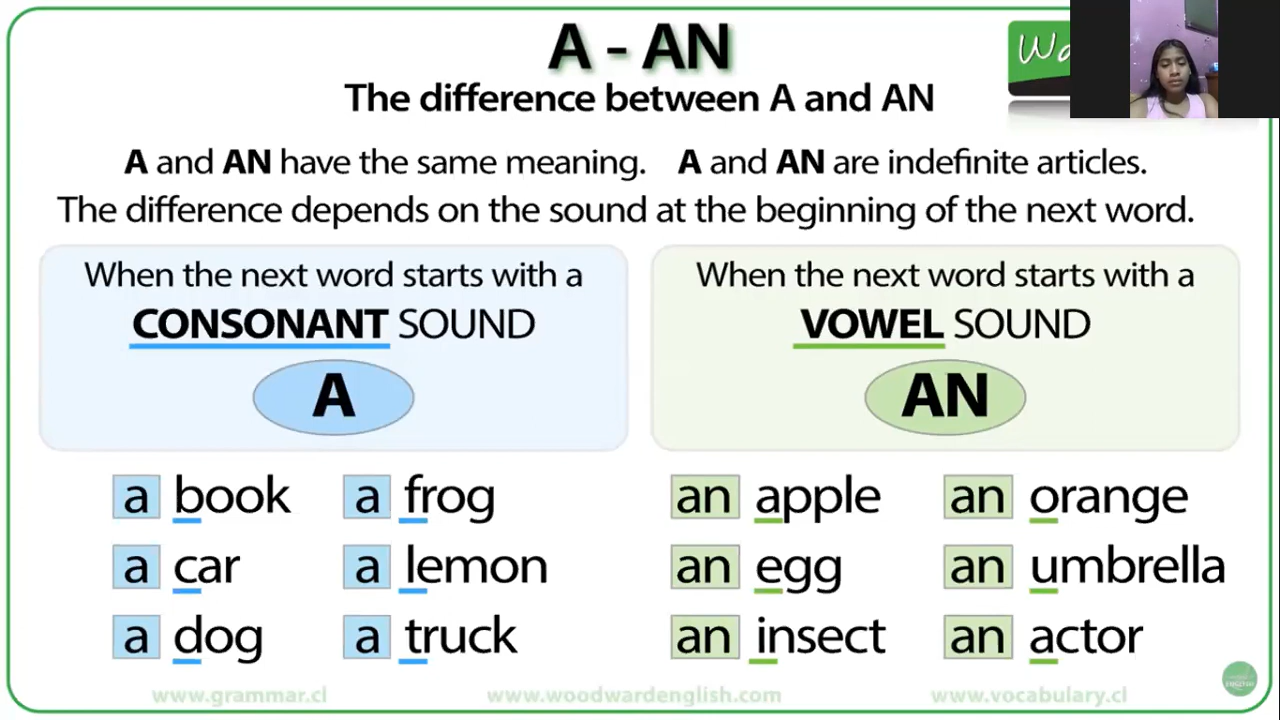 A - AN
The difference between A and AN
A and AN have the same meaning. A and AN are indefinite articles.
The difference depends on the sound at the beginning of the next word.
When the next word starts with a
CONSONANT SOUND
A
When the next word starts with a
VOWEL SOUND
AN
a book a frog
a car a lemon
a dog a truck
an apple an orange
an egg an umbrella
an insect an actor
www.grammar.cl www.woodwardenglish.com www.vocabulary.cl